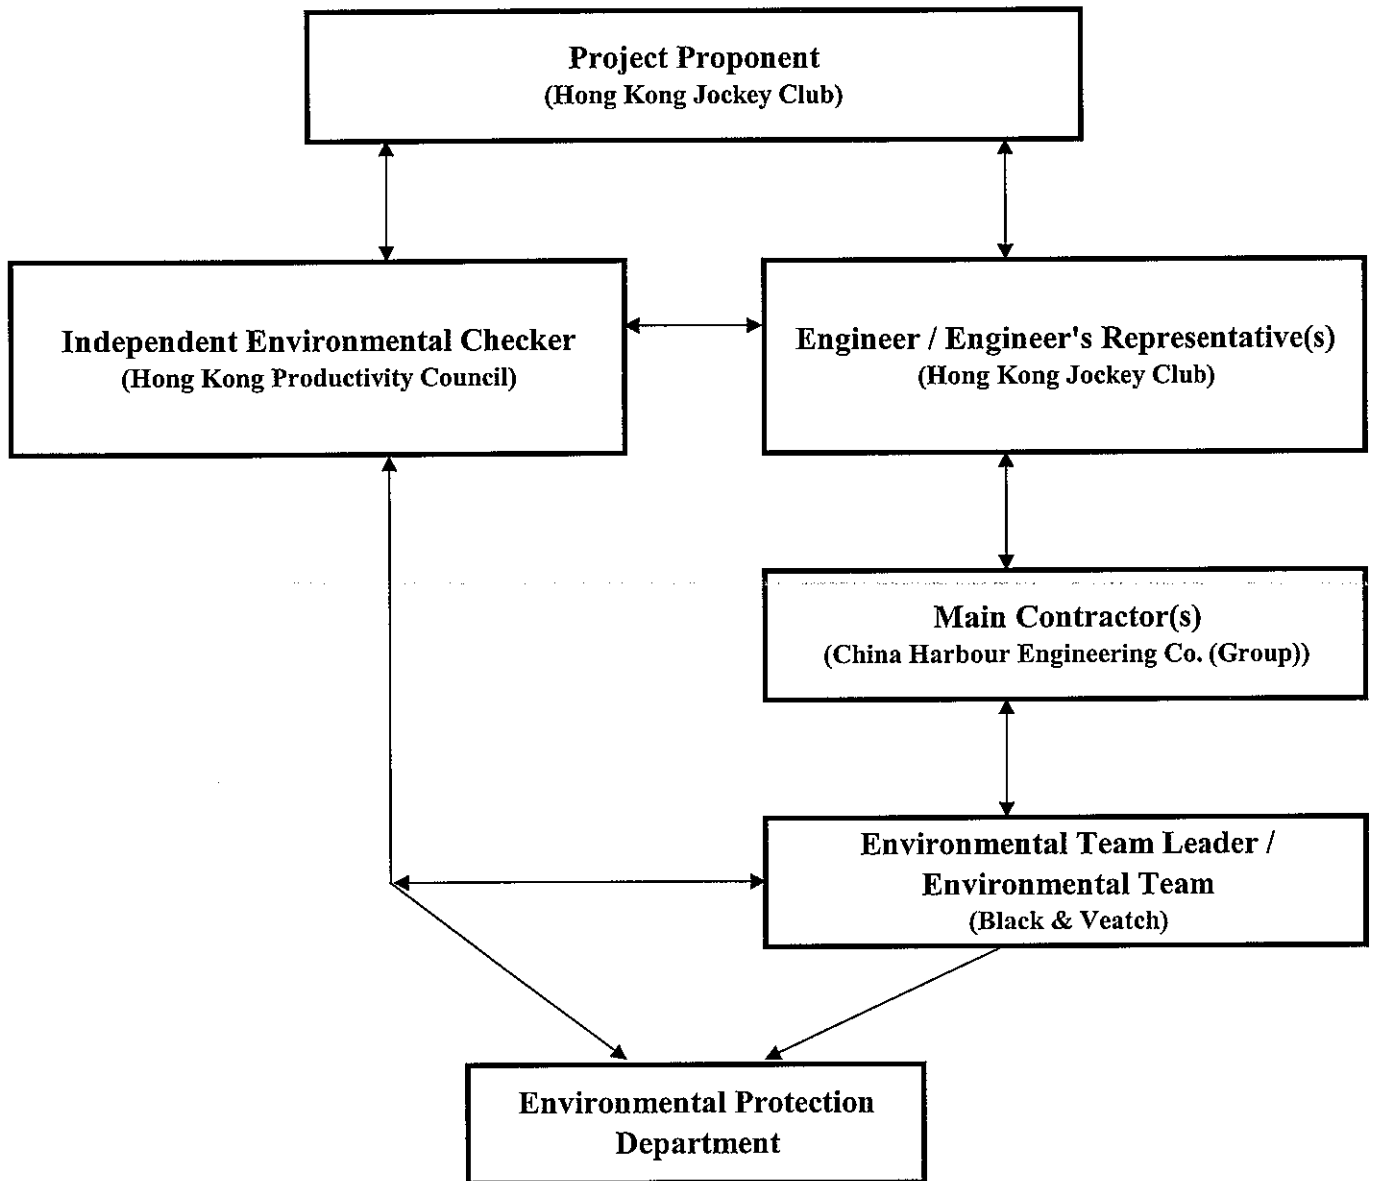 Project Proponent
(Hong Kong Jockey Club)
Independent Environmental Checker
(Hong Kong Productivity Council)
Engineer / Engineer's Representative(s)
(Hong Kong Jockey Club)
Main Contractor(s)
(China Harbour Engineering Co. (Group))
Environmental Team Leader /
Environmental Team
(Black & Veatch)
Environmental Protection
Department